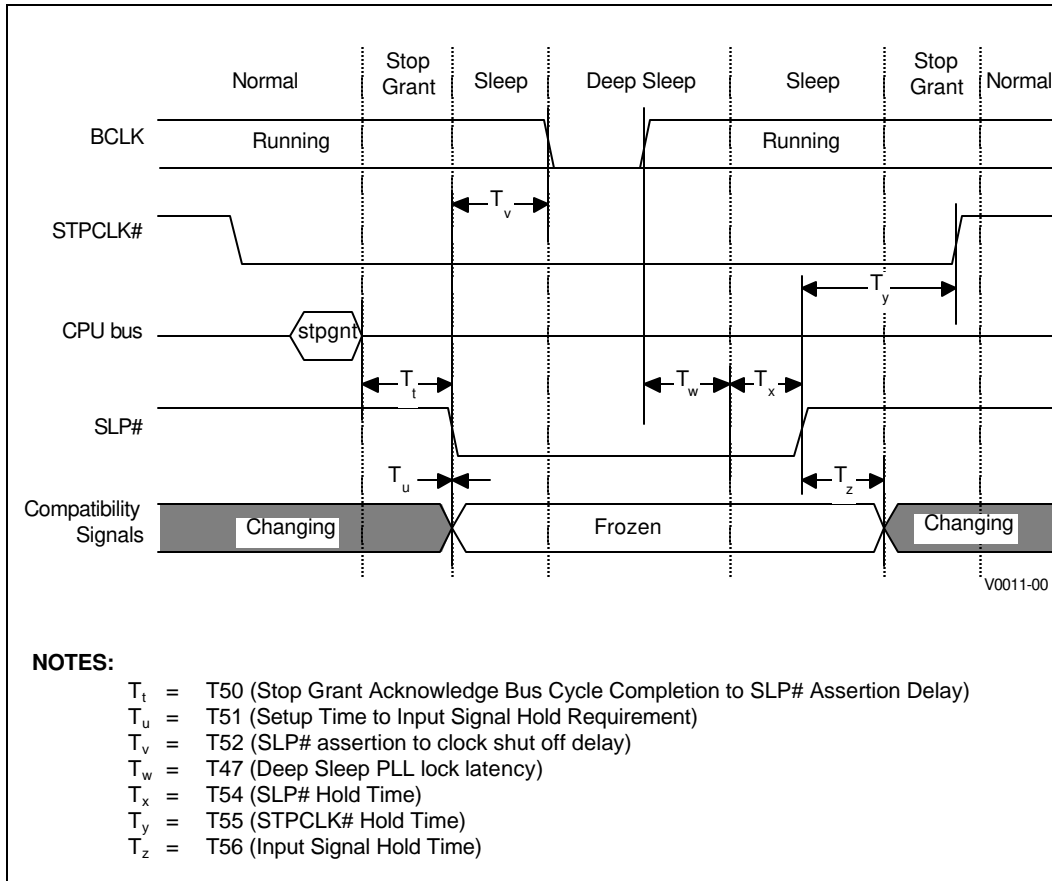 Normal Stop Grant Sleep Deep Sleep Sleep Stop Grant Normal
BCLK Running Running
Tv
STPCLK#
Ty
CPU bus stpgnt
Tt Tw Tx
SLP#
Tu Tz
Compatibility Signals Changing Frozen Changing
V0011-00
NOTES:
Tt = T50 (Stop Grant Acknowledge Bus Cycle Completion to SLP# Assertion Delay)
Tu = T51 (Setup Time to Input Signal Hold Requirement)
Tv = T52 (SLP# assertion to clock shut off delay)
Tw = T47 (Deep Sleep PLL lock latency)
Tx = T54 (SLP# Hold Time)
Ty = T55 (STPCLK# Hold Time)
Tz = T56 (Input Signal Hold Time)